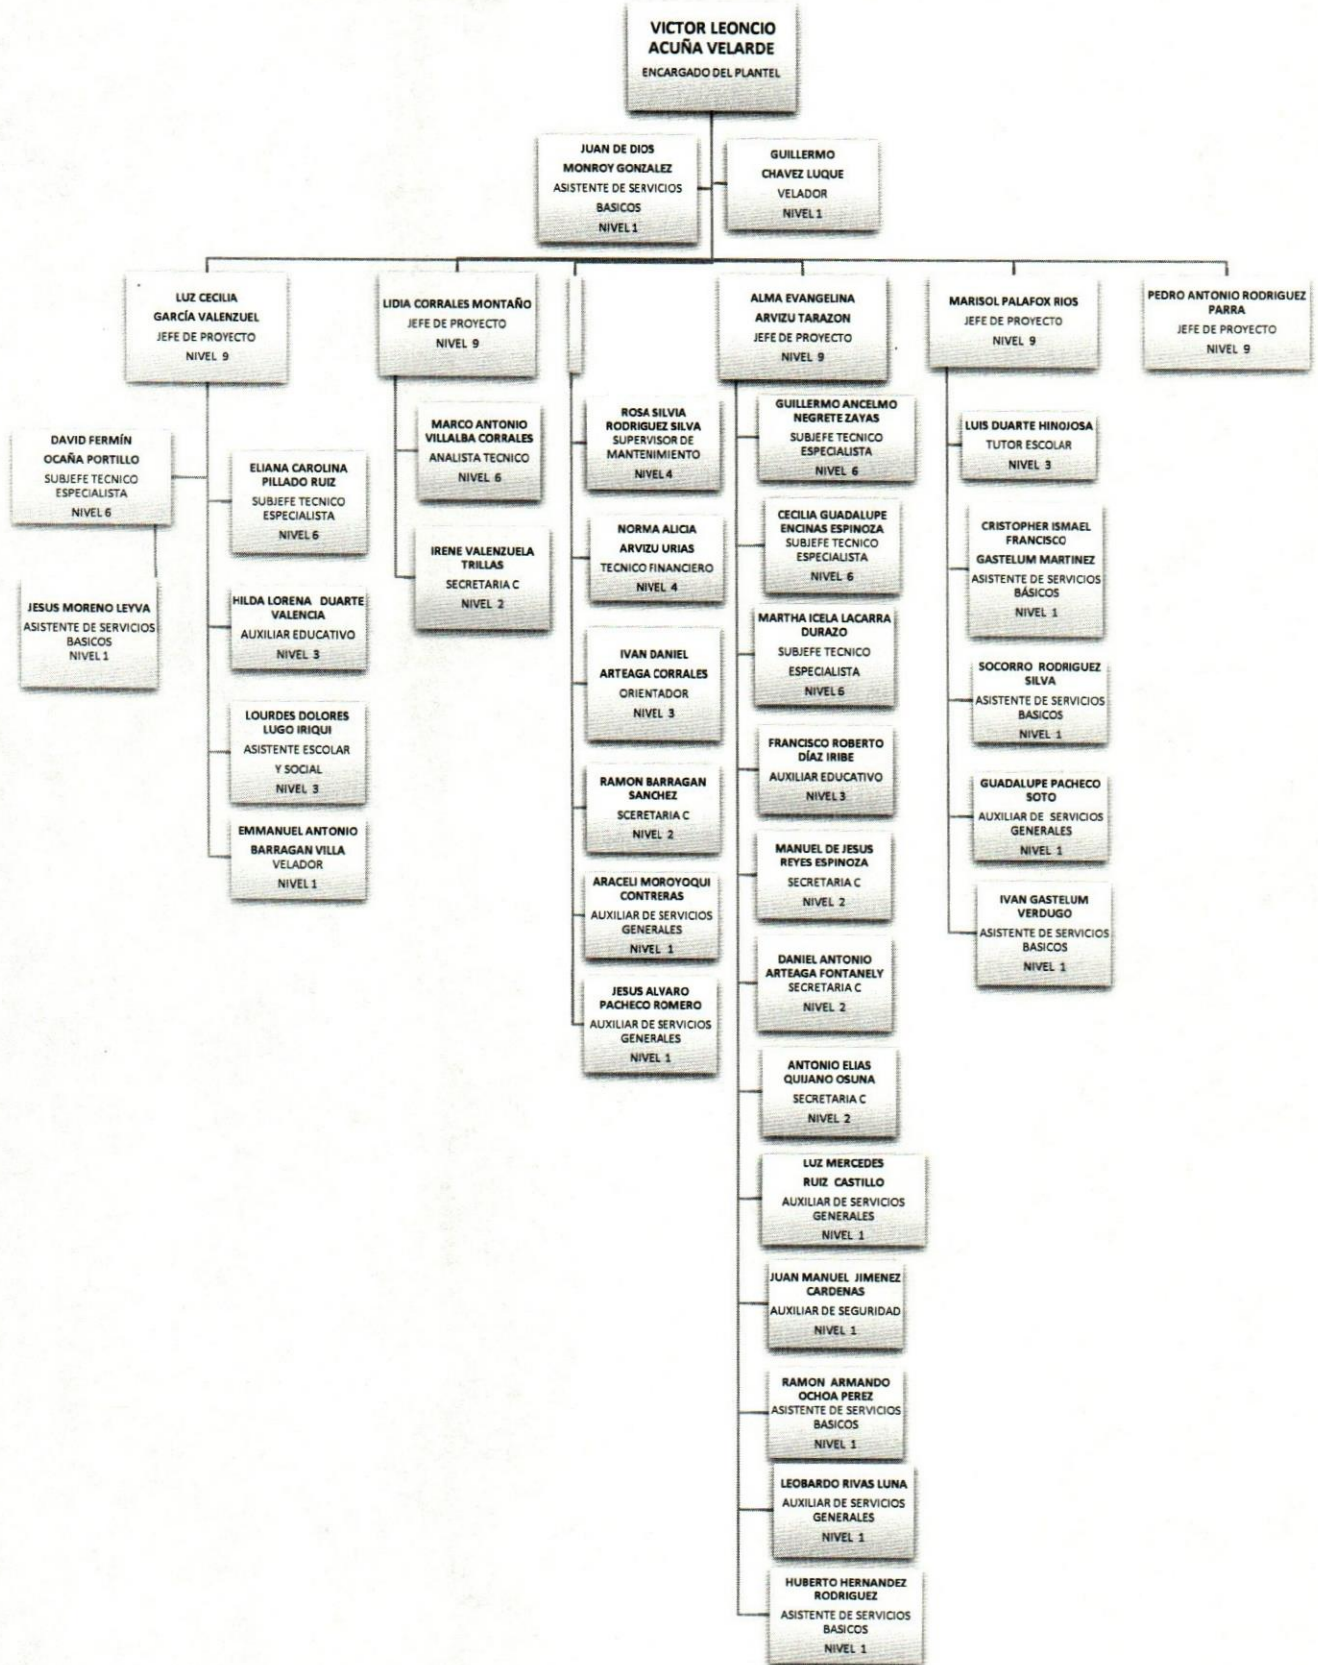 VICTOR LEONCIO
ACUÑA VELARDE
ENCARGADO DEL PLANTEL
JUAN DE DIOS
MONROY GONZALEZ
ASISTENTE DE SERVICIOS
BASICOS
NIVEL 1
GUILLERMO
CHAVEZ LUQUE
VELADOR
NIVEL 1
LUZ CECILIA
GARCÍA VALENZUEL
JEFE DE PROYECTO
NIVEL 9
DAVID FERMÍN
OCAÑA PORTILLO
SUBJEFE TECNICO
ESPECIALISTA
NIVEL 6
JESUS MORENO LEYVA
ASISTENTE DE SERVICIOS
BASICOS
NIVEL 1
ELIANA CAROLINA
PILLADO RUIZ
SUBJEFE TECNICO
ESPECIALISTA
NIVEL 6
HILDA LORENA DUARTE
VALENCIA
AUXILIAR EDUCATIVO
NIVEL 3
LOURDES DOLORES
LUGO IRIQUI
ASISTENTE ESCOLAR
Y SOCIAL
NIVEL 3
EMMANUEL ANTONIO
BARRAGAN VILLA
VELADOR
NIVEL 1
LIDIA CORRALES MONTAÑO
JEFE DE PROYECTO
NIVEL 9
MARCO ANTONIO
VILLALBA CORRALES
ANALISTA TECNICO
NIVEL 6
IRENE VALENZUELA
TRILLAS
SECRETARIA C
NIVEL 2
ROSA SILVIA
RODRIGUEZ SILVA
SUPERVISOR DE
MANTENIMIENTO
NIVEL 4
NORMA ALICIA
ARVIZU URIAS
TECNICO FINANCIERO
NIVEL 4
IVAN DANIEL
ARTEAGA CORRALES
ORIENTADOR
NIVEL 3
RAMON BARRAGAN
SANCHEZ
SCERETARIA C
NIVEL 2
ARACELI MOROYOQUI
CONTRERAS
AUXILIAR DE SERVICIOS
GENERALES
NIVEL 1
JESUS ALVARO
PACHECO ROMERO
AUXILIAR DE SERVICIOS
GENERALES
NIVEL 1
ALMA EVANGELINA
ARVIZU TARAZON
JEFE DE PROYECTO
NIVEL 9
GUILLERMO ANCELMO
NEGRETE ZAYAS
SUBJEFE TECNICO
ESPECIALISTA
NIVEL 6
CECILIA GUADALUPE
ENCINAS ESPINOZA
SUBJEFE TECNICO
ESPECIALISTA
NIVEL 6
MARTHA ICELA LACARRA
DURAZO
SUBJEFE TECNICO
ESPECIALISTA
NIVEL 6
FRANCISCO ROBERTO
DÍAZ IRIBE
AUXILIAR EDUCATIVO
NIVEL 3
MANUEL DE JESUS
REYES ESPINOZA
SECRETARIA C
NIVEL 2
DANIEL ANTONIO
ARTEAGA FONTANELY
SECRETARIA C
NIVEL 2
ANTONIO ELIAS
QUIJANO OSUNA
SECRETARIA C
NIVEL 2
LUZ MERCEDES
RUIZ CASTILLO
AUXILIAR DE SERVICIOS
GENERALES
NIVEL 1
JUAN MANUEL JIMENEZ
CARDENAS
AUXILIAR DE SEGURIDAD
NIVEL 1
RAMON ARMANDO
OCHOA PEREZ
ASISTENTE DE SERVICIOS
BASICOS
NIVEL 1
LEOBARDO RIVAS LUNA
AUXILIAR DE SERVICIOS
GENERALES
NIVEL 1
HUBERTO HERNANDEZ
RODRIGUEZ
ASISTENTE DE SERVICIOS
BASICOS
NIVEL 1
MARISOL PALAFOX RIOS
JEFE DE PROYECTO
NIVEL 9
LUIS DUARTE HINOJOSA
TUTOR ESCOLAR
NIVEL 3
CRISTOPHER ISMAEL
FRANCISCO
GASTELUM MARTINEZ
ASISTENTE DE SERVICIOS
BÁSICOS
NIVEL 1
SOCORRO RODRIGUEZ
SILVA
ASISTENTE DE SERVICIOS
BASICOS
NIVEL 1
GUADALUPE PACHECO
SOTO
AUXILIAR DE SERVICIOS
GENERALES
NIVEL 1
IVAN GASTELUM
VERDUGO
ASISTENTE DE SERVICIOS
BASICOS
NIVEL 1
PEDRO ANTONIO RODRIGUEZ
PARRA
JEFE DE PROYECTO
NIVEL 9